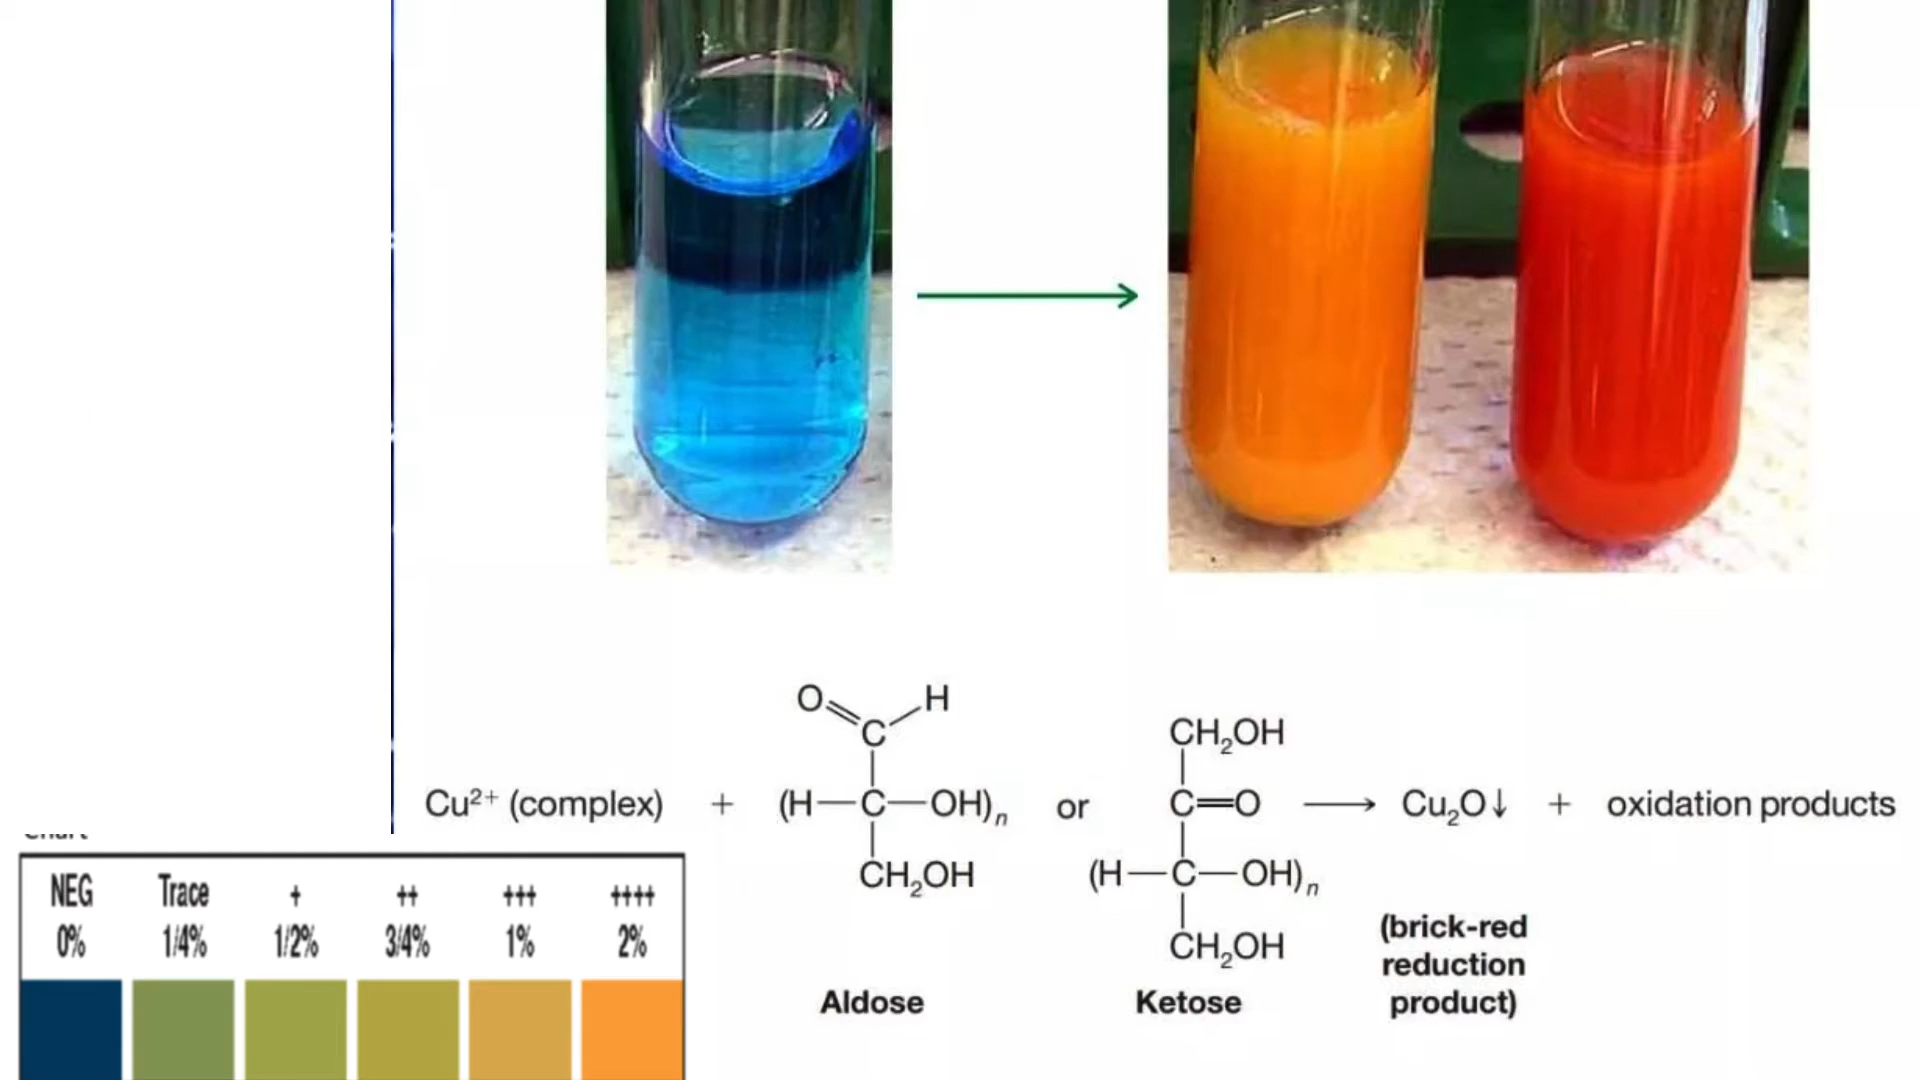 O H
C
CH₂OH
Cu²⁺ (complex) + (H—C—OH)ₙ or C=O ⟶ Cu₂O↓ + oxidation products
CH₂OH
(H—C—OH)ₙ
CH₂OH
(brick-red
reduction
product)
Aldose
Ketose
NEG Trace + ++ +++ ++++
0% 1/4% 1/2% 3/4% 1% 2%